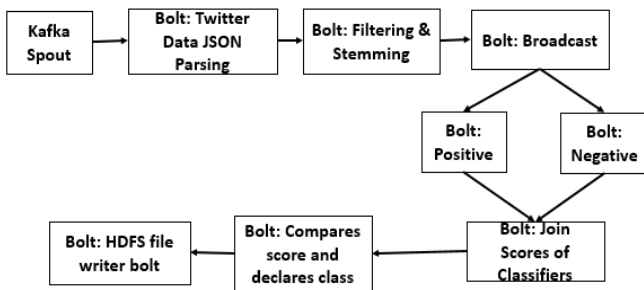 Kafka
Spout
Bolt: Twitter
Data JSON
Parsing
Bolt: Filtering &
Stemming
Bolt: Broadcast
Bolt:
Positive
Bolt:
Negative
Bolt: Join
Scores of
Classifiers
Bolt: Compares
score and
declares class
Bolt: HDFS file
writer bolt